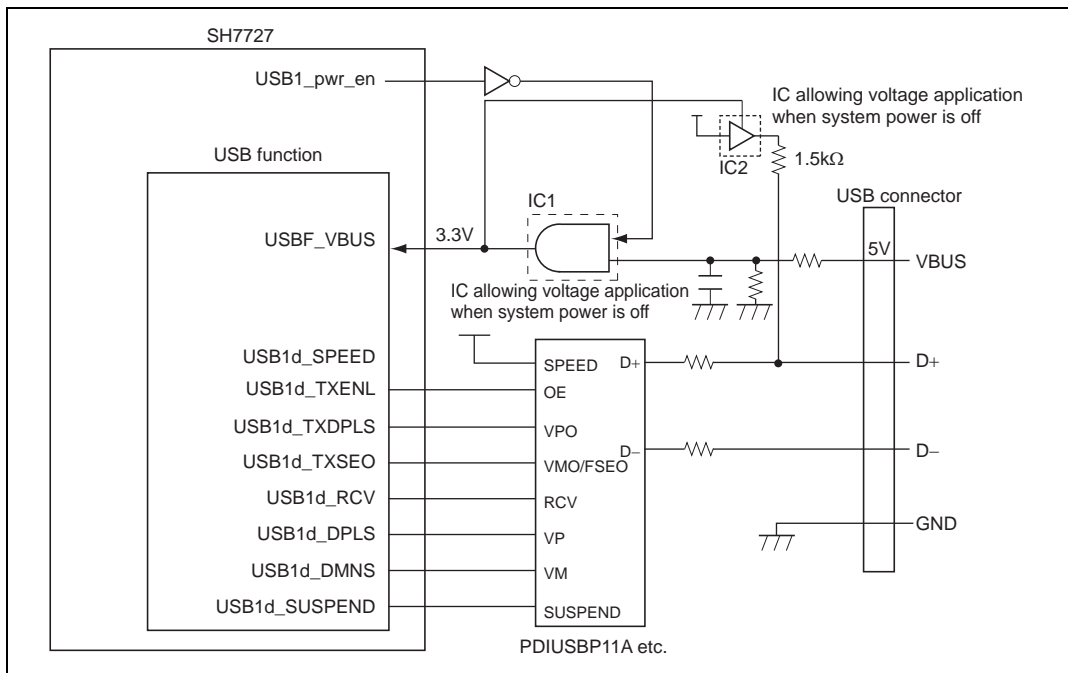 SH7727
USB1_pwr_en
IC allowing voltage application
when system power is off
IC2
1.5kΩ
USB function
USB connector
IC1
USBF_VBUS
3.3V
5V
VBUS
IC allowing voltage application
when system power is off
USB1d_SPEED
SPEED
D+
D+
USB1d_TXENL
OE
USB1d_TXDPLS
VPO
USB1d_TXSEO
VMO/FSEO
D−
D−
USB1d_RCV
RCV
USB1d_DPLS
VP
GND
USB1d_DMNS
VM
USB1d_SUSPEND
SUSPEND
PDIUSBP11A etc.